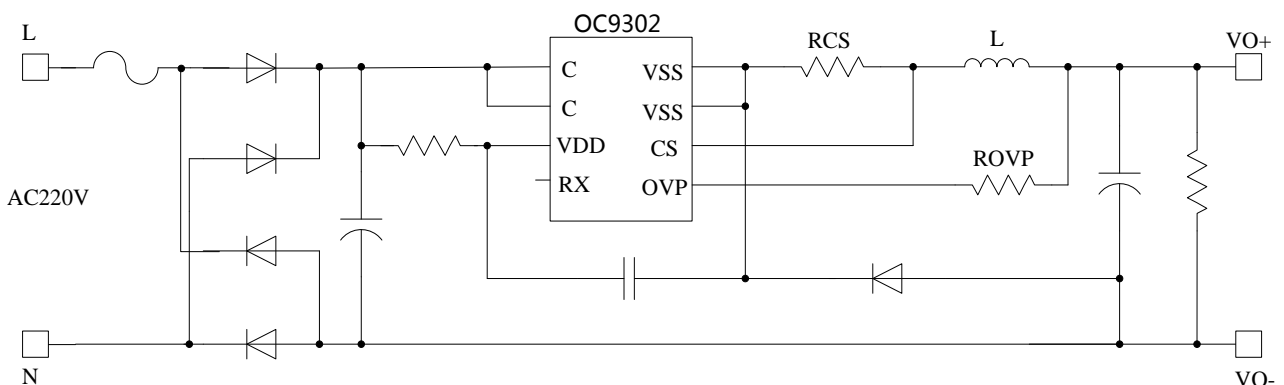 OC9302
L
RCS
L
VO+
C
VSS
C
VSS
VDD
CS
RX
OVP
ROVP
AC220V
N
VO-